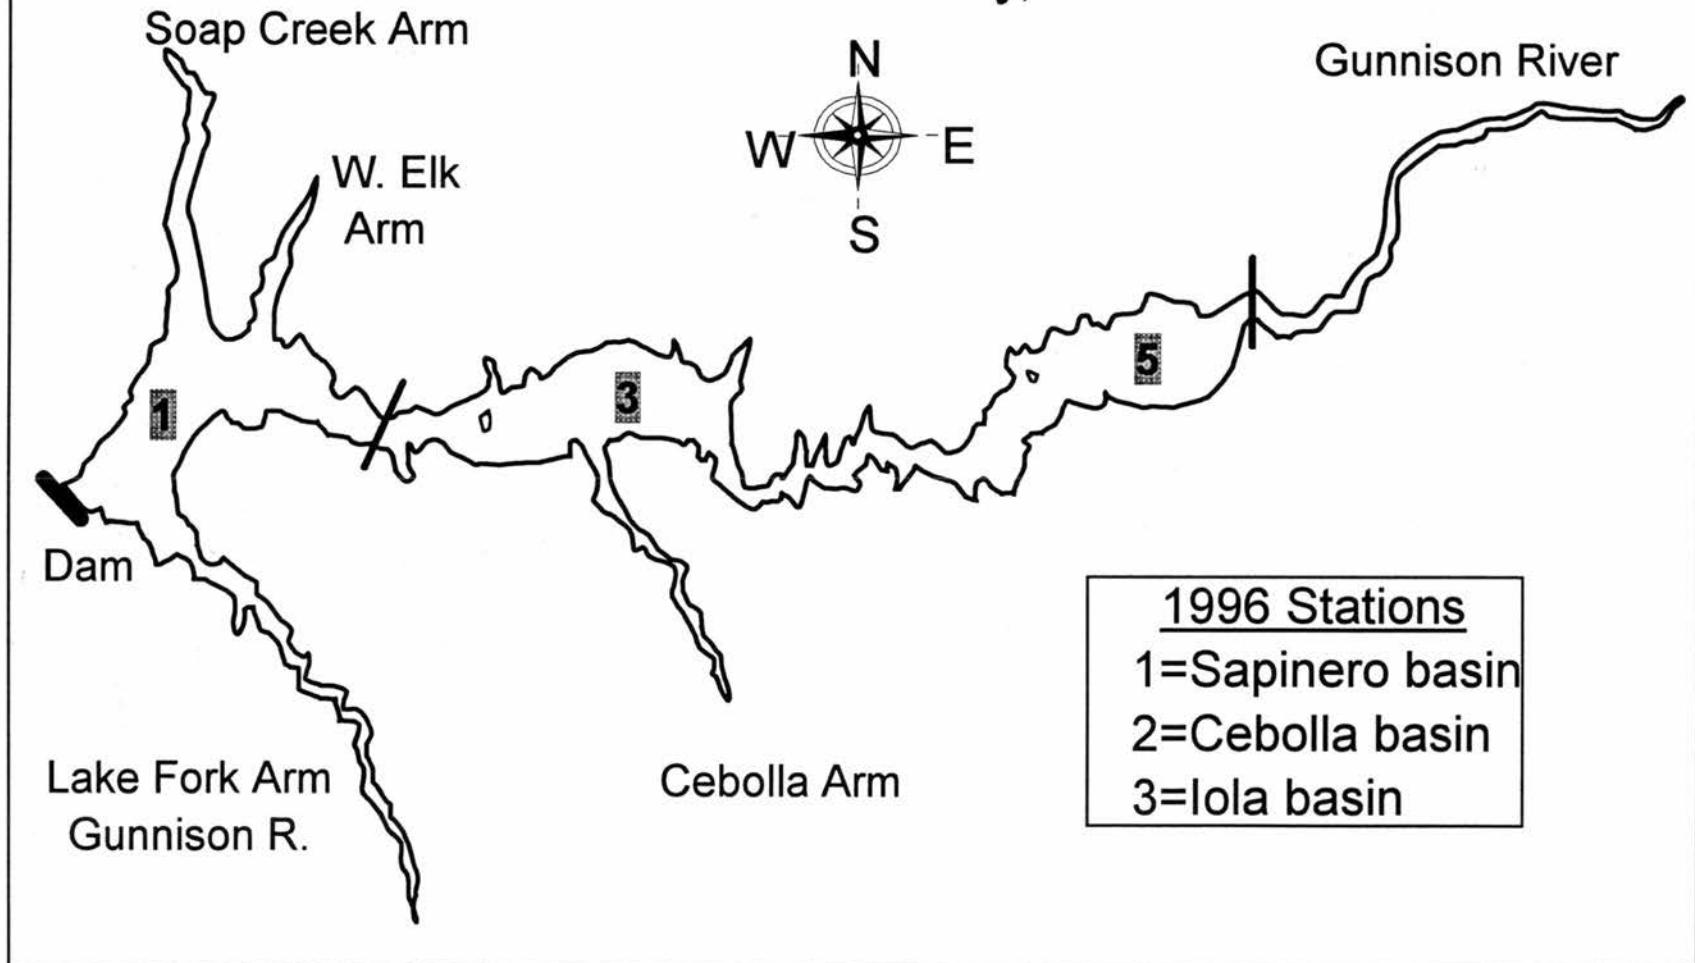 Soap Creek Arm
Gunnison River
N
W
E
S
W. Elk
Arm
1
3
5
Dam
Lake Fork Arm
Gunnison R.
Cebolla Arm
1996 Stations
1=Sapinero basin
2=Cebolla basin
3=Iola basin